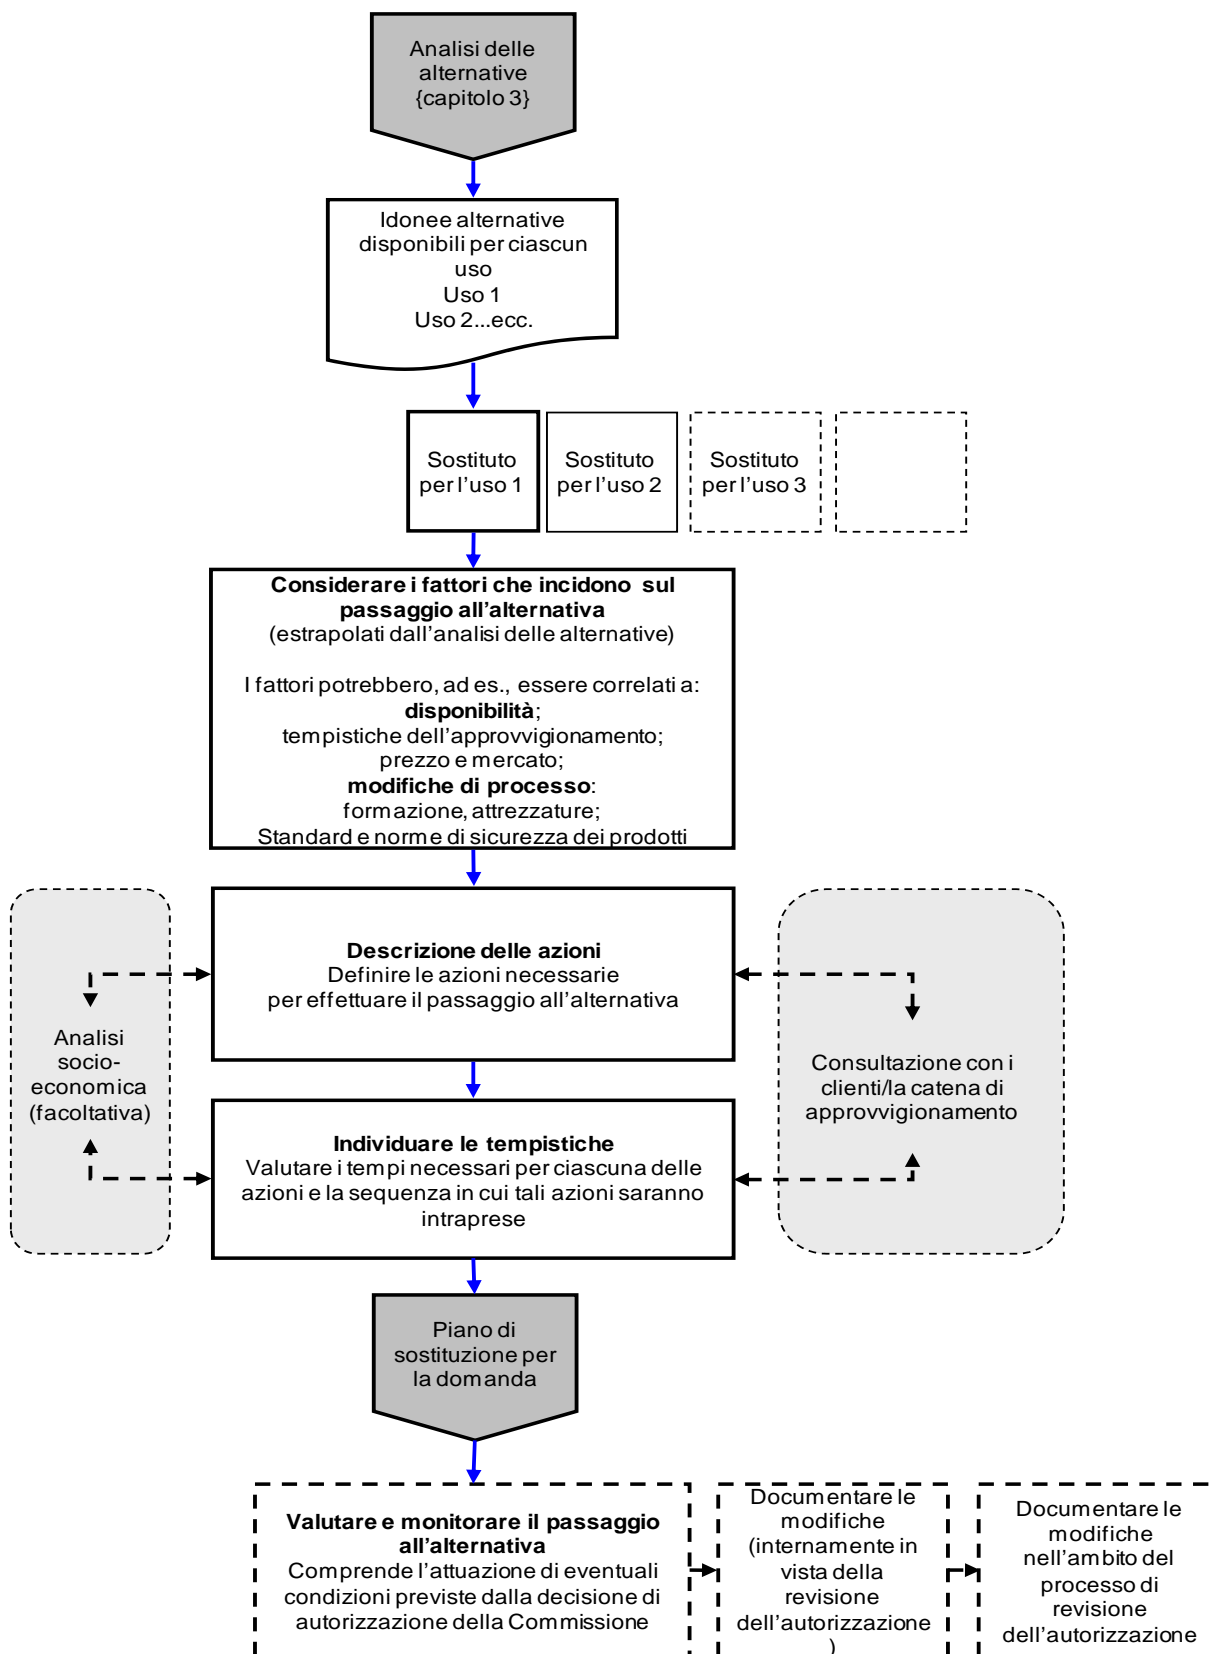 Analisi delle
alternative
{capitolo 3}
Idonee alternative
disponibili per ciascun
uso
Uso 1
Uso 2...ecc.
Sostituto
per l'uso 1
Sostituto
per l'uso 2
Sostituto
per l'uso 3
Considerare i fattori che incidono sul
passaggio all'alternativa
(estrapolati dall'analisi delle alternative)
I fattori potrebbero, ad es., essere correlati a:
disponibilità;
tempistiche dell'approvvigionamento;
prezzo e mercato;
modifiche di processo:
formazione, attrezzature;
Standard e norme di sicurezza dei prodotti
Descrizione delle azioni
Definire le azioni necessarie
per effettuare il passaggio all'alternativa
Analisi
socio-
economica
(facoltativa)
Consultazione con i
clienti/la catena di
approvvigionamento
Individuare le tempistiche
Valutare i tempi necessari per ciascuna delle
azioni e la sequenza in cui tali azioni saranno
intraprese
Piano di
sostituzione per
la domanda
Valutare e monitorare il passaggio
all'alternativa
Comprende l'attuazione di eventuali
condizioni previste dalla decisione di
autorizzazione della Commissione
Documentare le
modifiche
(internamente in
vista della
revisione
dell'autorizzazione
)
Documentare le
modifiche
nell'ambito del
processo di
revisione
dell'autorizzazione